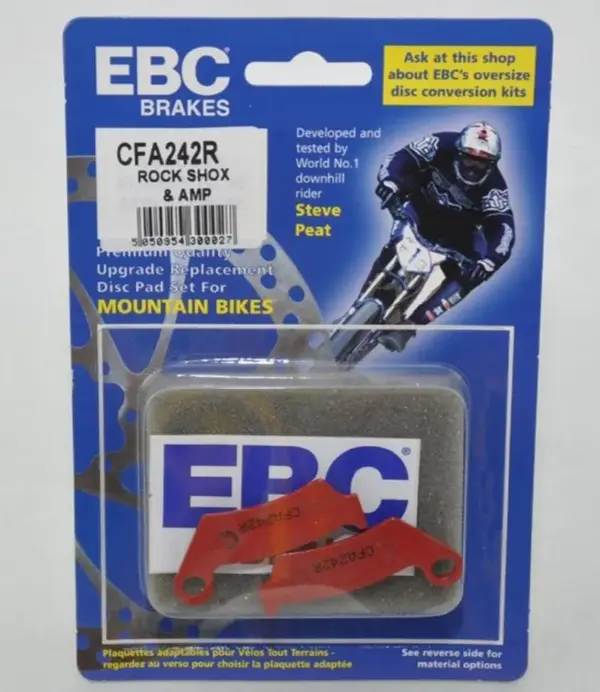 EBC
BRAKES
Ask at this shop
about EBC's oversize
disc conversion kits
CFA242R
ROCK SHOX
& AMP
5 050954 300027
Developed and
tested by
World No.1
downhill
rider
Steve
Peat
Premium Quality
Upgrade Replacement
Disc Pad Set For
MOUNTAIN BIKES
EBC
CFA242R
CFA242R
Plaquettes adaptables pour Vélos Tout Terrains -
regardez au verso pour choisir la plaquette adaptée
See reverse side for
material options